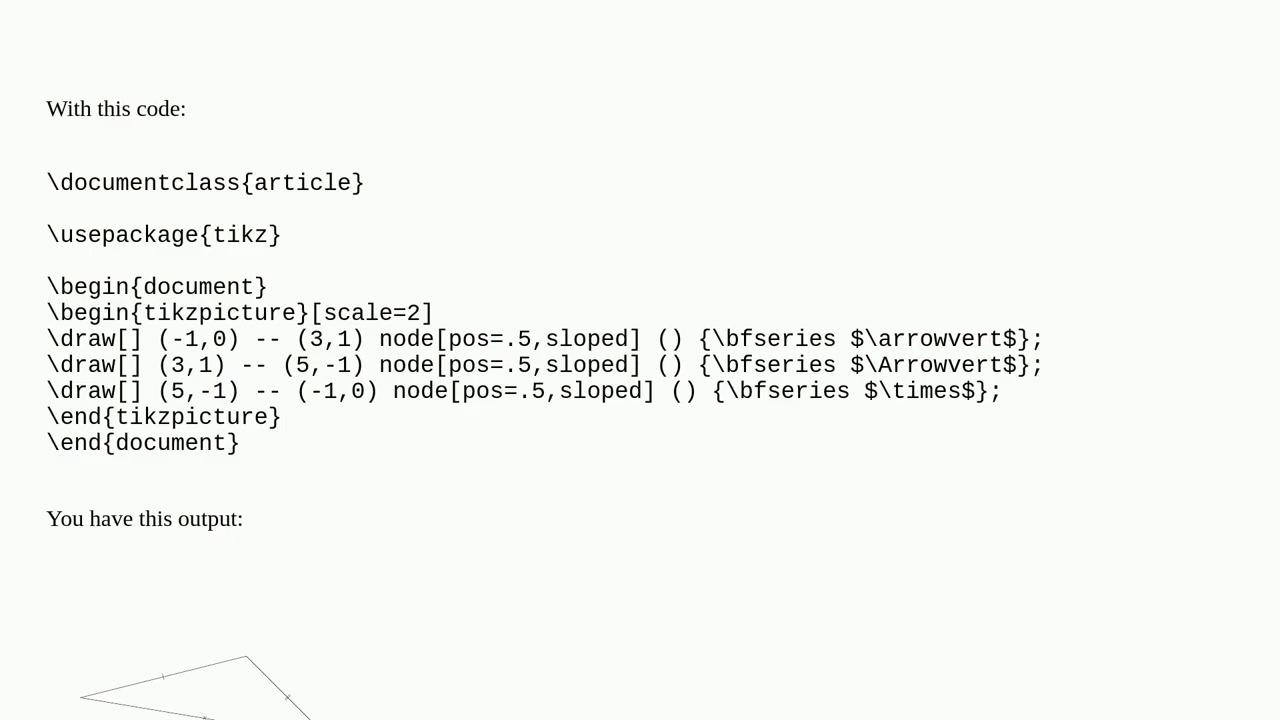 With this code:
\documentclass{article}
\usepackage{tikz}
\begin{document}
\begin{tikzpicture}[scale=2]
\draw[] (-1,0) -- (3,1) node[pos=.5,sloped] () {\bfseries $\arrowvert$};
\draw[] (3,1) -- (5,-1) node[pos=.5,sloped] () {\bfseries $\Arrowvert$};
\draw[] (5,-1) -- (-1,0) node[pos=.5,sloped] () {\bfseries $\times$};
\end{tikzpicture}
\end{document}
You have this output: